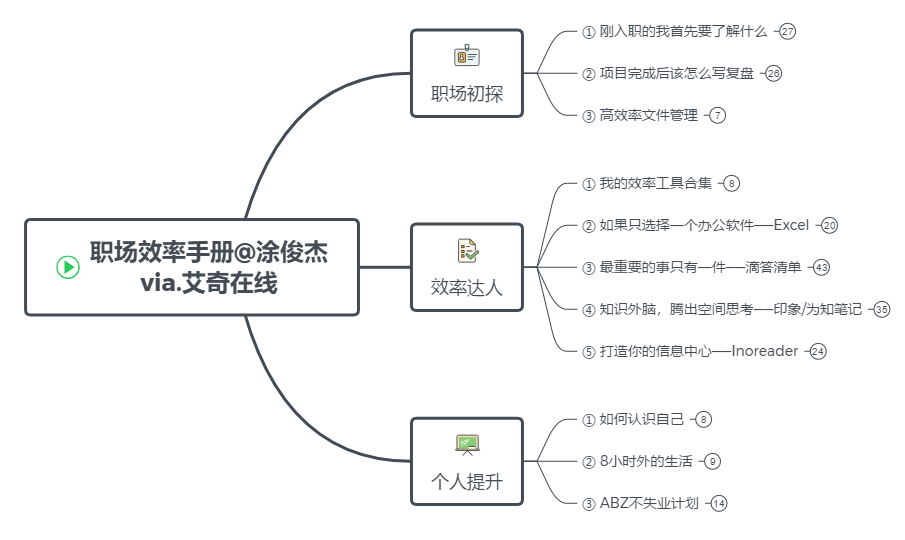 职场效率手册@涂俊杰
via.艾奇在线
职场初探
① 刚入职的我首先要了解什么 27
② 项目完成后该怎么写复盘 26
③ 高效率文件管理 7
效率达人
① 我的效率工具合集 8
② 如果只选择一个办公软件——Excel 20
③ 最重要的事只有一件——滴答清单 43
④ 知识外脑，腾出空间思考——印象/为知笔记 35
⑤ 打造你的信息中心——Inoreader 24
个人提升
① 如何认识自己 8
② 8小时外的生活 9
③ ABZ不失业计划 14